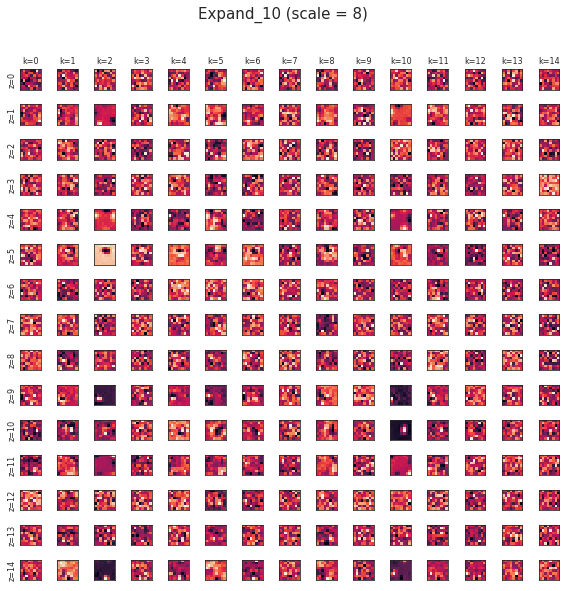 Expand_10 (scale = 8)
k=0 k=1 k=2 k=3 k=4 k=5 k=6 k=7 k=8 k=9 k=10 k=11 k=12 k=13 k=14
z=0
z=1
z=2
z=3
z=4
z=5
z=6
z=7
z=8
z=9
z=10
z=11
z=12
z=13
z=14